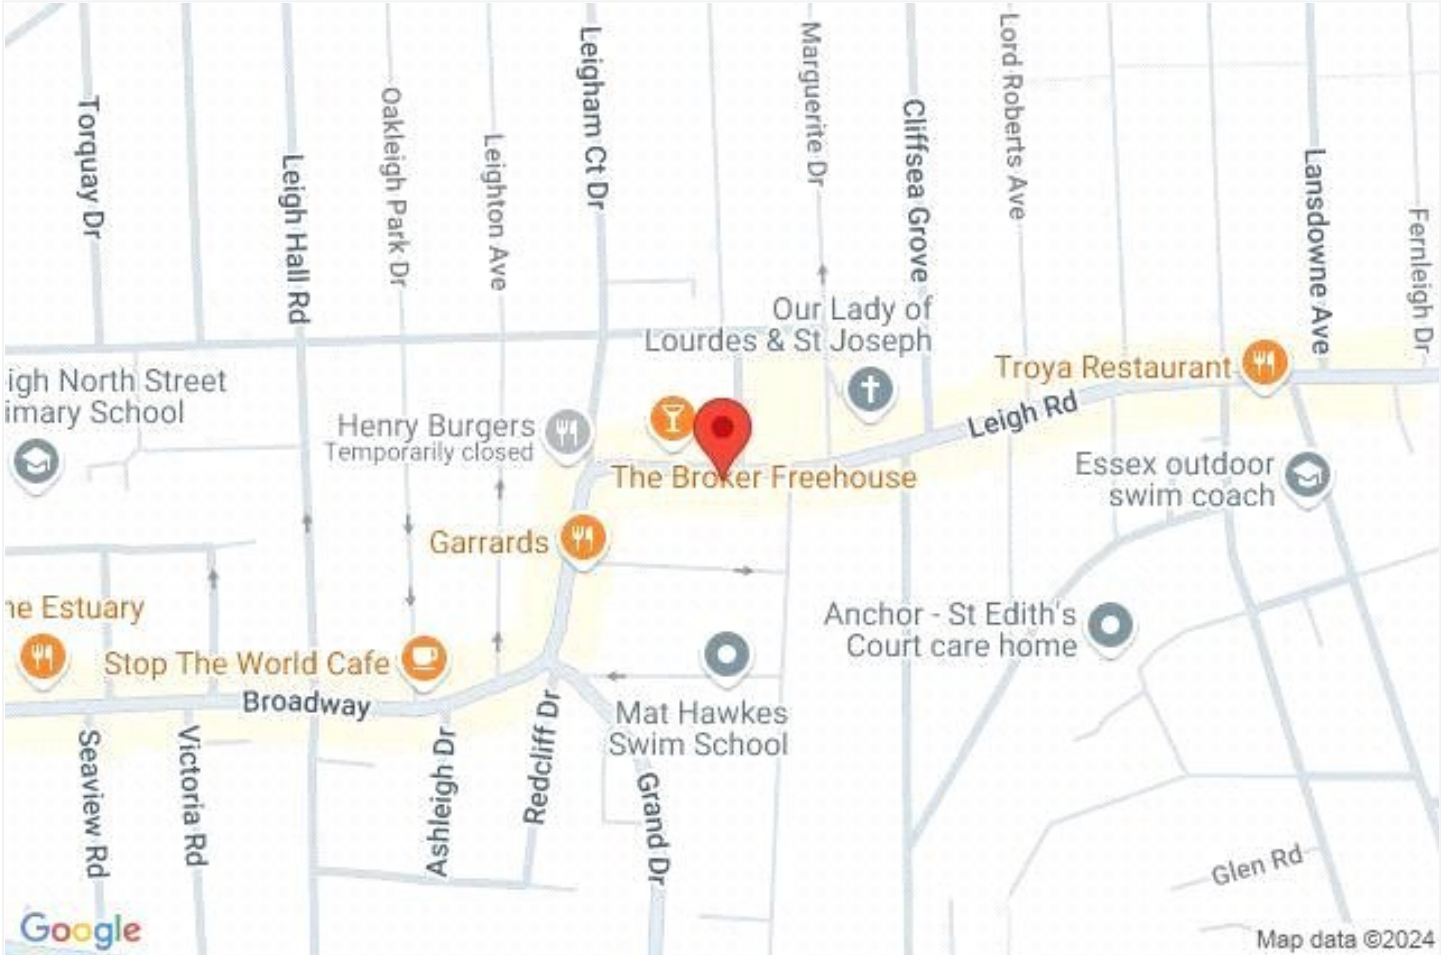 Torquay Dr
Leigh Hall Rd
Oakleigh Park Dr
Leighton Ave
Leigham Ct Dr
Marguerite Dr
Cliffsea Grove
Lord Roberts Ave
Lansdowne Ave
Fernleigh Dr
Our Lady of
Lourdes & St Joseph
Troya Restaurant
igh North Street
imary School
Henry Burgers
Temporarily closed
Leigh Rd
The Broker Freehouse
Essex outdoor
swim coach
Garrards
ne Estuary
Stop The World Cafe
Anchor - St Edith's
Court care home
Broadway
Mat Hawkes
Swim School
Seaview Rd
Victoria Rd
Ashleigh Dr
Redcliff Dr
Grand Dr
Glen Rd
Google
Map data ©2024